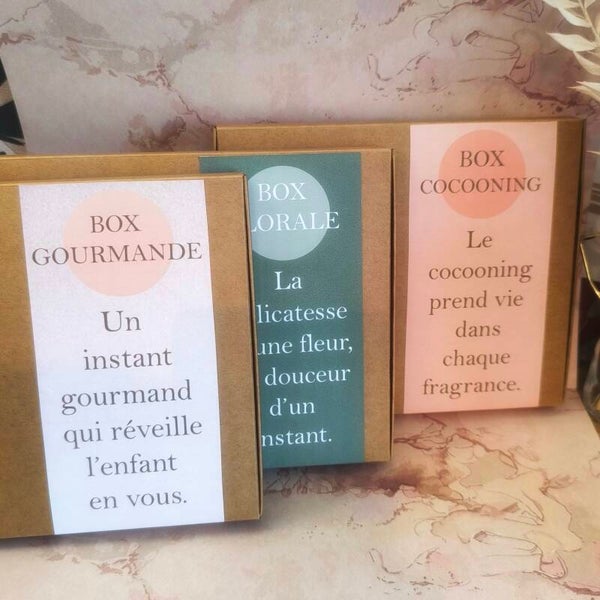 BOX
GOURMANDE
Un
instant
gourmand
qui réveille
l'enfant
en vous.
BOX
LORALE
La
licatesse
une fleur,
douceur
d'un
nstant.
BOX
COCOONING
Le
cocooning
prend vie
dans
chaque
fragrance.